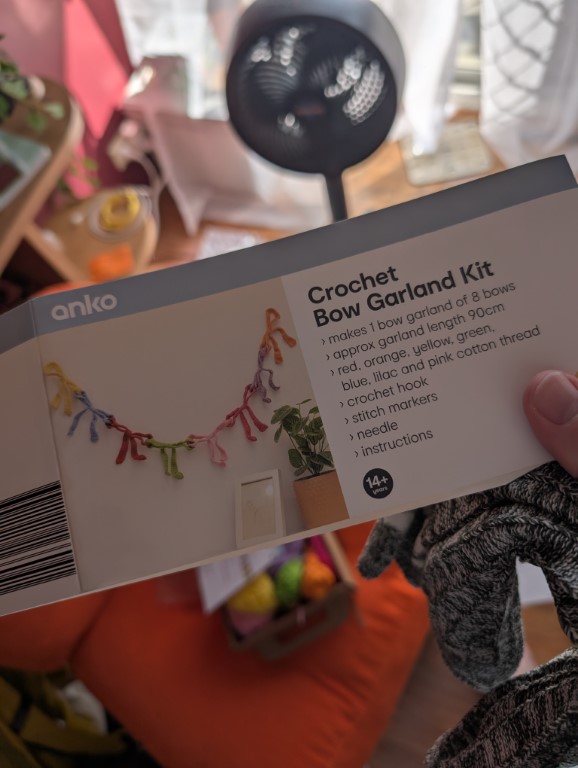 anko
Crochet
Bow Garland Kit
› makes 1 bow garland of 8 bows
› approx garland length 90cm
› red, orange, yellow, green,
blue, lilac and pink cotton thread
› crochet hook
› stitch markers
› needle
› instructions
14+
years